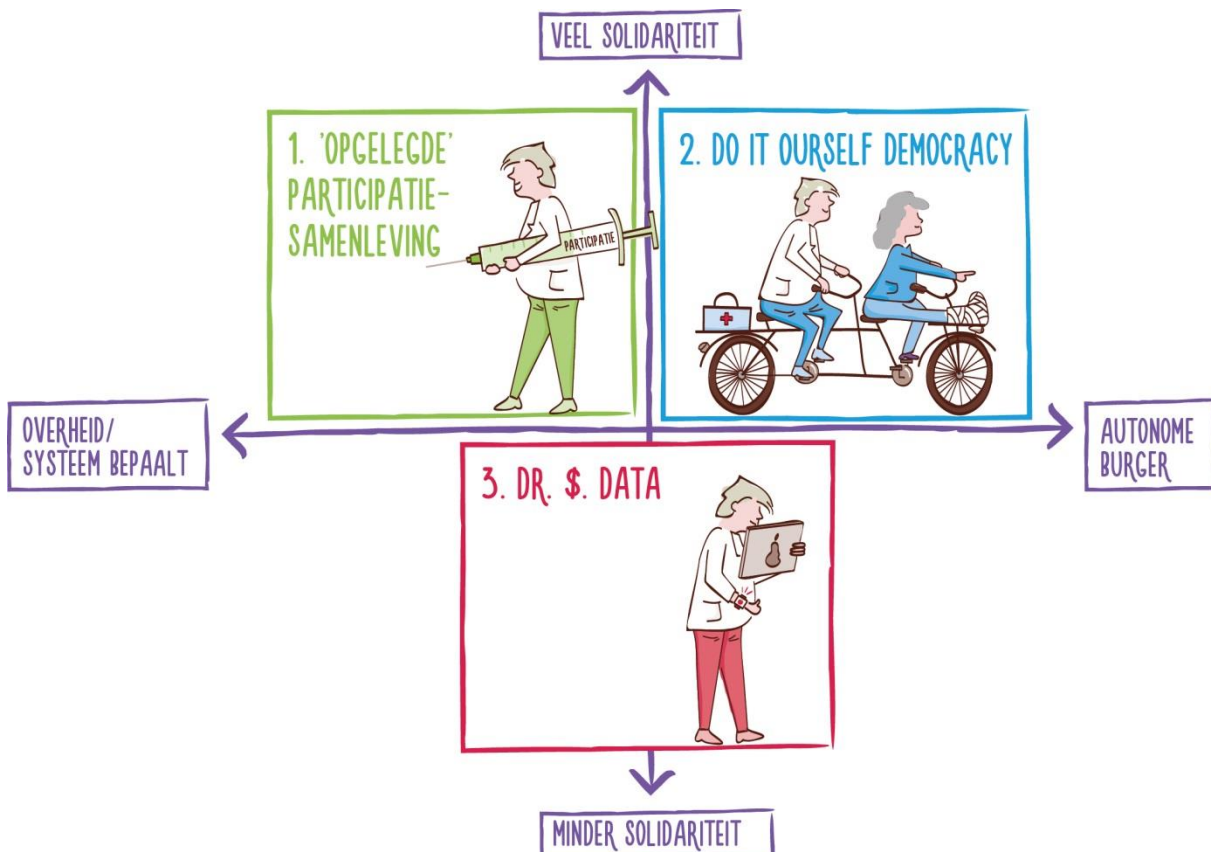 VEEL SOLIDARITEIT
1. 'OPGELEGDE'
PARTICIPATIE-
SAMENLEVING
PARTICIPATIE
2. DO IT OURSELF DEMOCRACY
OVERHEID/
SYSTEEM BEPAALT
AUTONOME
BURGER
3. DR. $. DATA
MINDER SOLIDARITEIT